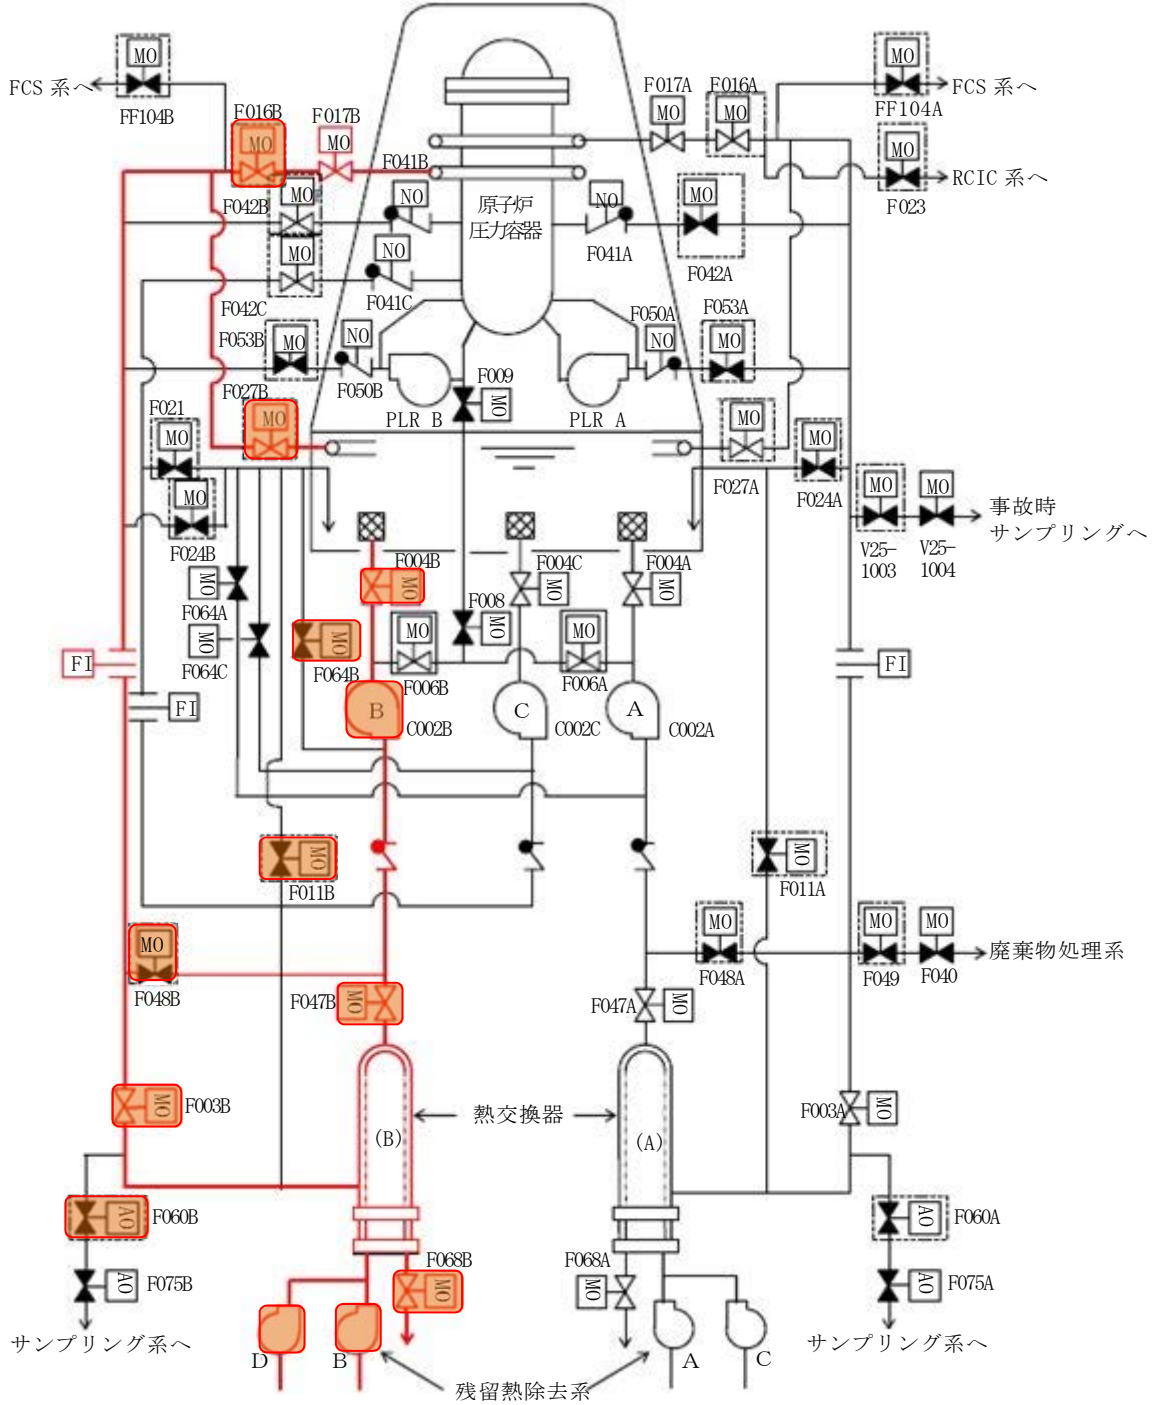 MO
MO
FCS 系へ
FF104B
F016B
MO
F017B
MO
F041B
F017A
MO
F016A
MO
FF104A
FCS 系へ
MO
RCIC 系へ
F023
原子炉
圧力容器
F042B
MO
NO
NO
F041A
MO
F042A
MO
NO
F042C
F041C
F053B
MO
NO
F050B
F050A
NO
F053A
MO
F027B
MO
PLR B
F009
MO
PLR A
F021
MO
MO
F027A
MO
F024A
MO
F024B
MO
V25-
1003
MO
V25-
1004
事故時
サンプリングへ
MO
F064A
MO
F064C
F004B
MO
F004C
MO
F004A
MO
MO
F064B
MO
F006B
F008
MO
MO
F006A
FI
FI
FI
B
C002B
C
C002C
A
C002A
MO
F011B
MO
F011A
MO
F048B
MO
F048A
MO
F049
MO
F040
廃棄物処理系
F047B
MO
F047A
MO
MO
F003B
F003A
MO
熱交換器
(B)
(A)
AO
F060B
AO
F060A
AO
F075B
AO
F075A
F068B
MO
F068A
MO
サンプリング系へ
サンプリング系へ
D
B
A
C
残留熱除去系